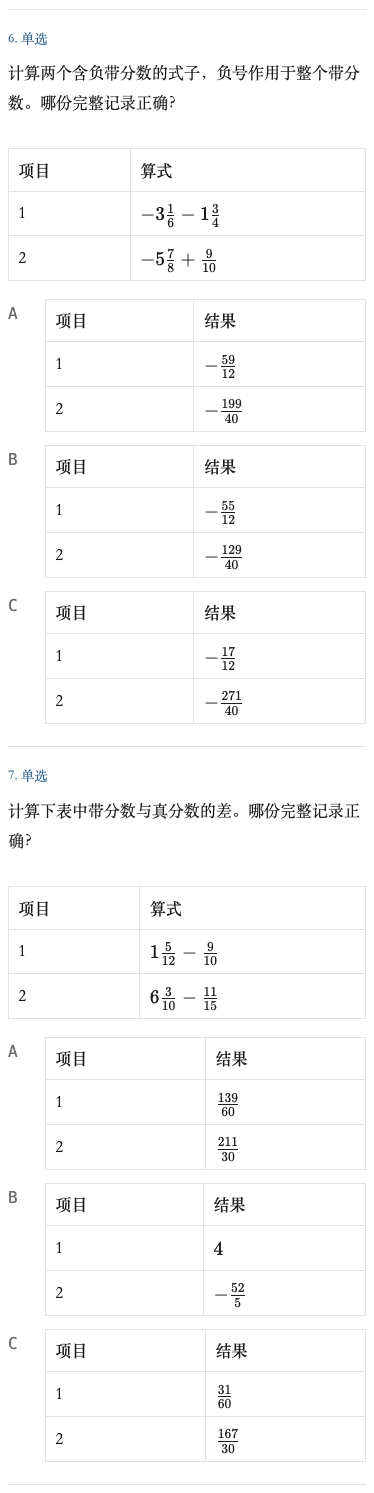 6. 单选
计算两个含负带分数的式子，负号作用于整个带分
数。哪份完整记录正确?
项目 算式
1 −3 1/6 − 1 3/4
2 −5 7/8 + 9/10
A
项目 结果
1 −59/12
2 −199/40
B
项目 结果
1 −55/12
2 −129/40
C
项目 结果
1 −17/12
2 −271/40
7. 单选
计算下表中带分数与真分数的差。哪份完整记录正
确?
项目 算式
1 1 5/12 − 9/10
2 6 3/10 − 11/15
A
项目 结果
1 139/60
2 211/30
B
项目 结果
1 4
2 −52/5
C
项目 结果
1 31/60
2 167/30